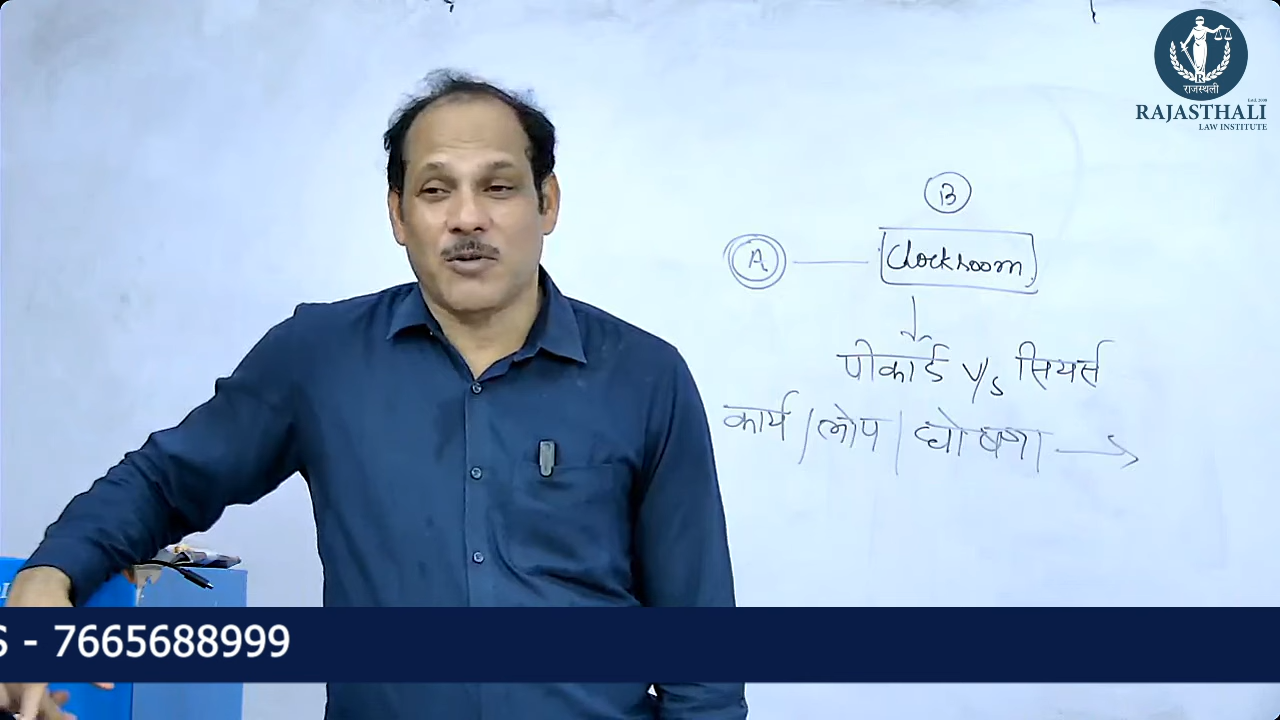 राजस्थली
RAJASTHALI
LAW INSTITUTE
B
A
Clockroom
पीकार्ड v/s सियर्स
कार्य / लोप / घोषणा
S - 7665688999